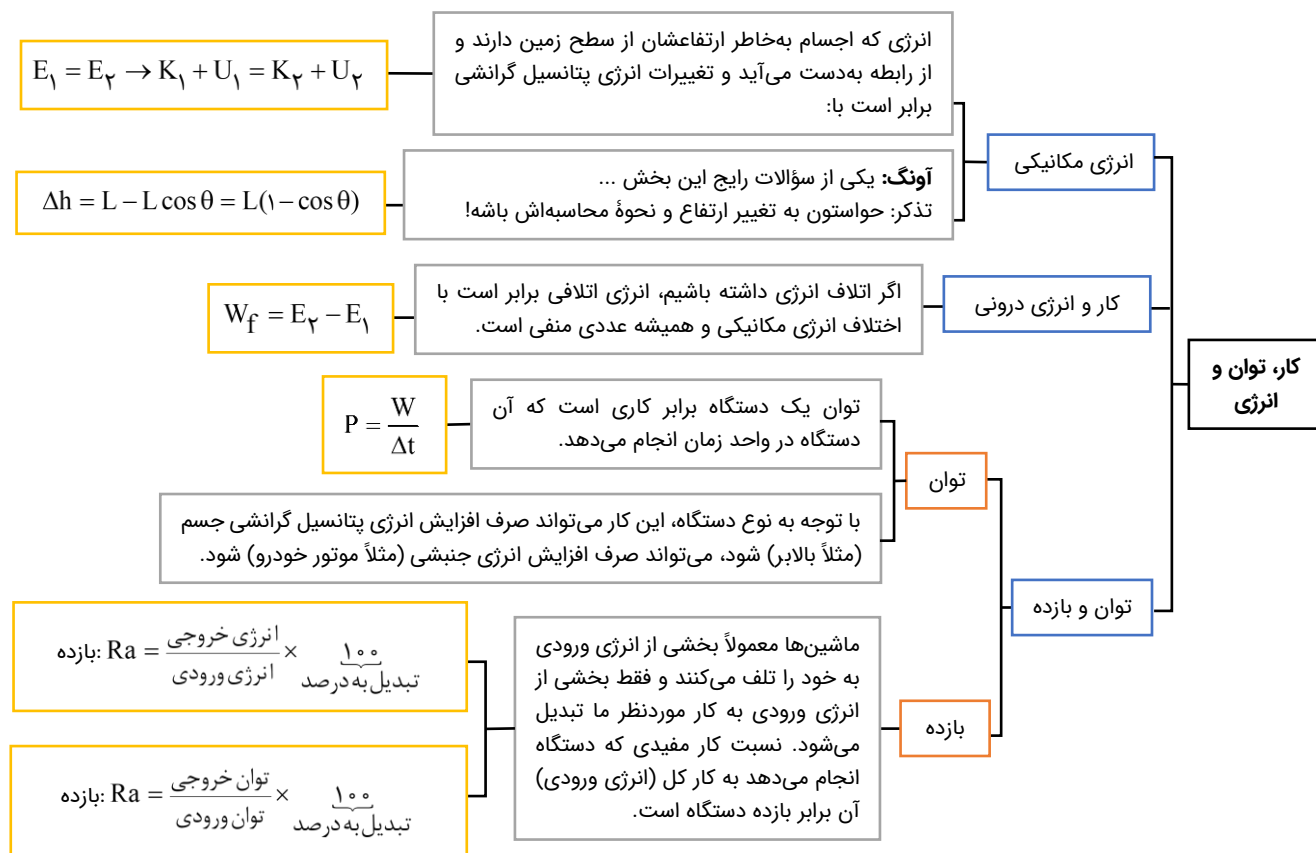 کار، توان و
انرژی
انرژی مکانیکی
انرژی که اجسام به‌خاطر ارتفاعشان از سطح زمین دارند و
از رابطه به‌دست می‌آید و تغییرات انرژی پتانسیل گرانشی
برابر است با:
E₁ = E₂ → K₁ + U₁ = K₂ + U₂
آونگ: یکی از سؤالات رایج این بخش ...
تذکر: حواستون به تغییر ارتفاع و نحوهٔ محاسبه‌اش باشه!
Δh = L − L cos θ = L(۱ − cos θ)
کار و انرژی درونی
اگر اتلاف انرژی داشته باشیم، انرژی اتلافی برابر است با
اختلاف انرژی مکانیکی و همیشه عددی منفی است.
W_f = E₂ − E₁
توان و بازده
توان
توان یک دستگاه برابر کاری است که آن
دستگاه در واحد زمان انجام می‌دهد.
P = W / Δt
با توجه به نوع دستگاه، این کار می‌تواند صرف افزایش انرژی پتانسیل گرانشی جسم
(مثلاً بالابر) شود، می‌تواند صرف افزایش انرژی جنبشی (مثلاً موتور خودرو) شود.
بازده
ماشین‌ها معمولاً بخشی از انرژی ورودی
به خود را تلف می‌کنند و فقط بخشی از
انرژی ورودی به کار موردنظر ما تبدیل
می‌شود. نسبت کار مفیدی که دستگاه
انجام می‌دهد به کار کل (انرژی ورودی)
آن برابر بازده دستگاه است.
بازده: Ra = انرژی خروجی / انرژی ورودی × ۱۰۰
تبدیل به درصد
بازده: Ra = توان خروجی / توان ورودی × ۱۰۰
تبدیل به درصد